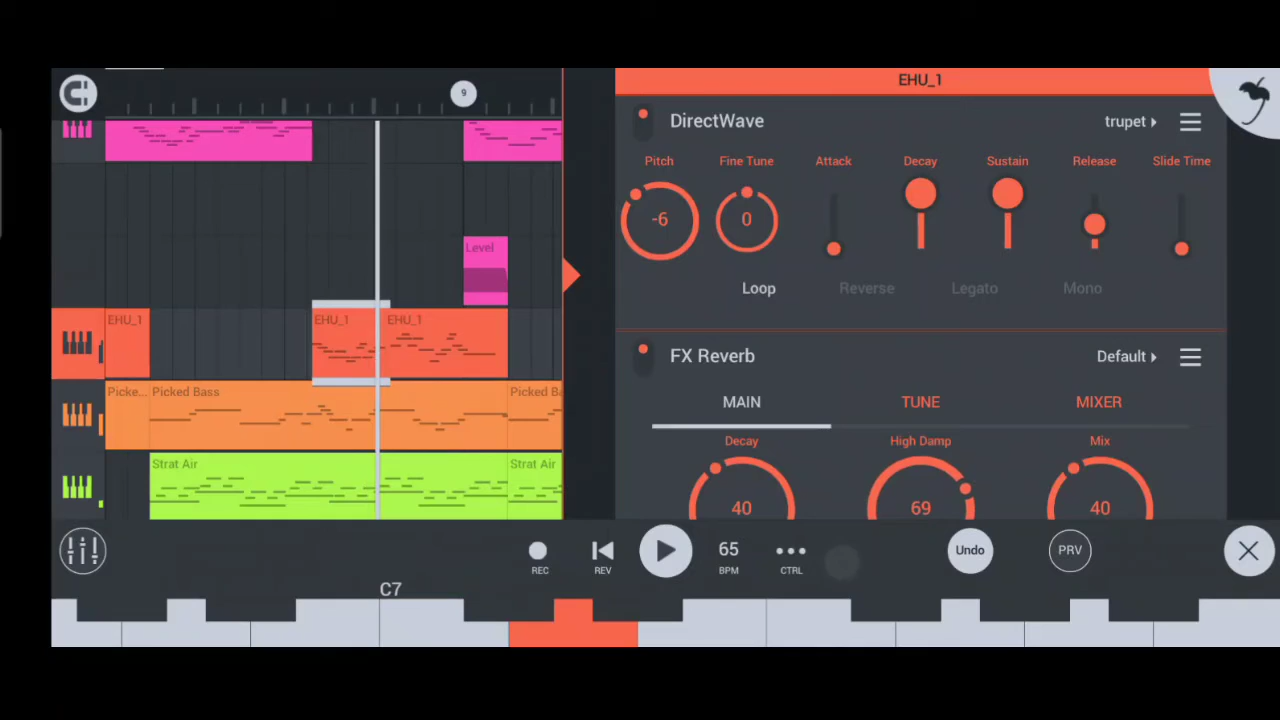 EHU_1
9
DirectWave
trupet
Pitch Fine Tune Attack Decay Sustain Release Slide Time
-6 0
Loop Reverse Legato Mono
Level
EHU_1 EHU_1 EHU_1
FX Reverb
Default
MAIN TUNE MIXER
Picke... Picked Bass Picked Ba
Decay High Damp Mix
Strat Air Strat Air
40 69 40
65
Undo
PRV
REC REV BPM CTRL
C7